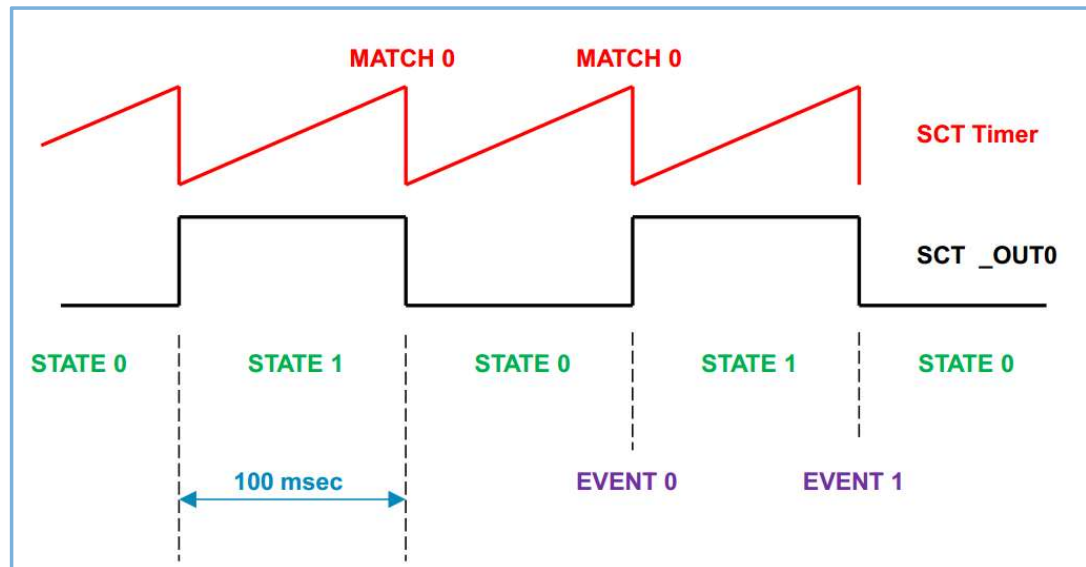 MATCH 0 MATCH 0
SCT Timer
SCT _OUT0
STATE 0 STATE 1 STATE 0 STATE 1 STATE 0
100 msec EVENT 0 EVENT 1